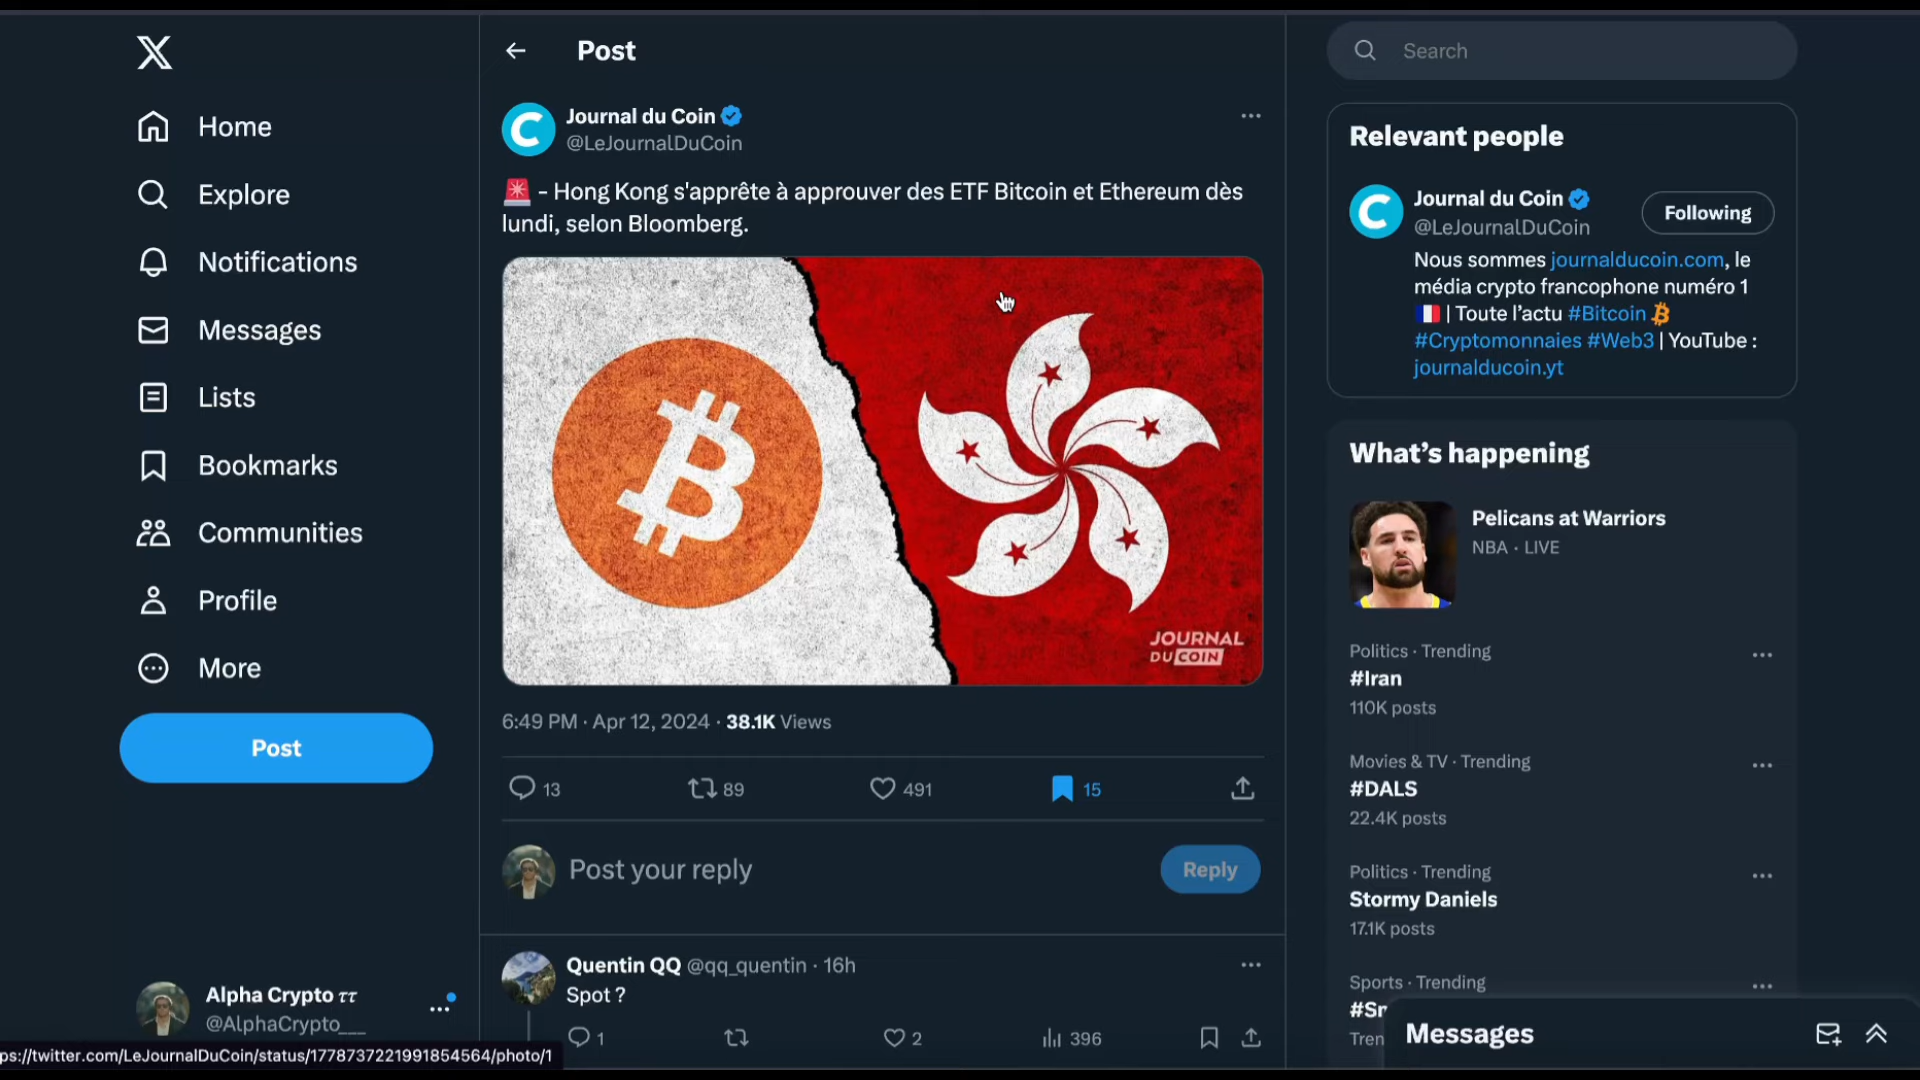 Home
Explore
Notifications
Messages
Lists
Bookmarks
Communities
Profile
More
Post
Alpha Crypto ττ
@AlphaCrypto___
ps://twitter.com/LeJournalDuCoin/status/1778737221991854564/photo/1
Post
Journal du Coin
@LeJournalDuCoin
🚨 - Hong Kong s'apprête à approuver des ETF Bitcoin et Ethereum dès
lundi, selon Bloomberg.
JOURNAL
DU COIN
6:49 PM · Apr 12, 2024 · 38.1K Views
13 89 491 15
Post your reply
Reply
Quentin QQ @qq_quentin · 16h
Spot ?
1 2 396
Search
Relevant people
Journal du Coin
@LeJournalDuCoin
Following
Nous sommes journalducoin.com, le
média crypto francophone numéro 1
🇫🇷 | Toute l’actu #Bitcoin
#Cryptomonnaies #Web3 | YouTube :
journalducoin.yt
What’s happening
Pelicans at Warriors
NBA · LIVE
Politics · Trending
#Iran
110K posts
Movies & TV · Trending
#DALS
22.4K posts
Politics · Trending
Stormy Daniels
17.1K posts
Sports · Trending
Messages